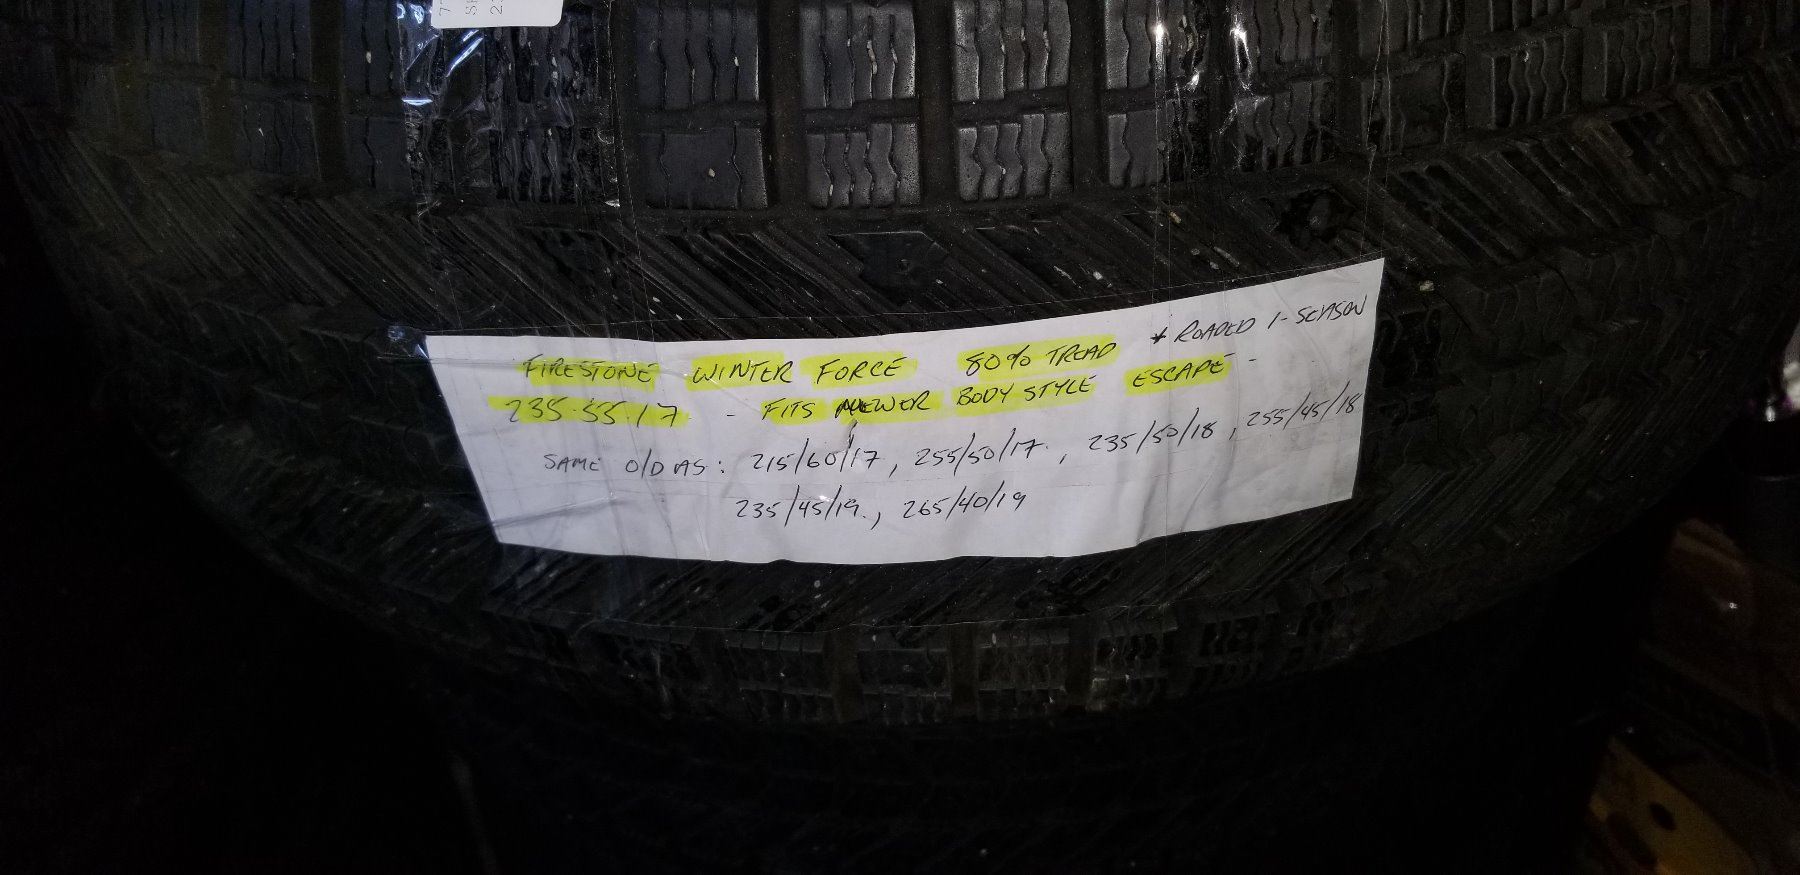 FIRESTONE WINTER FORCE 80% TREAD * ROADED 1-SEASON
235-55-17 - FITS NEWER BODY STYLE ESCAPE -
SAME O/D AS: 215/60/17, 255/50/17, 235/50/18, 255/45/18
235/45/19, 265/40/19